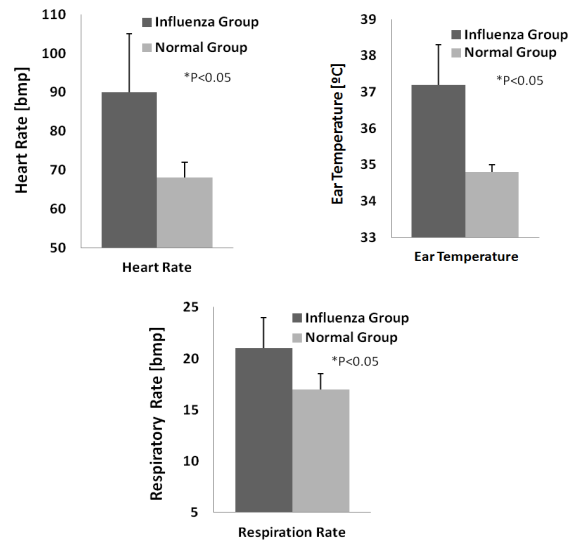 110
100
90
80
70
60
50
Heart Rate [bmp]
Influenza Group
Normal Group
*P<0.05
Heart Rate
39
38
37
36
35
34
33
Ear Temperature [ºC]
Influenza Group
Normal Group
*P<0.05
Ear Temperature
25
20
15
10
5
Respiratory Rate [bmp]
Influenza Group
Normal Group
*P<0.05
Respiration Rate